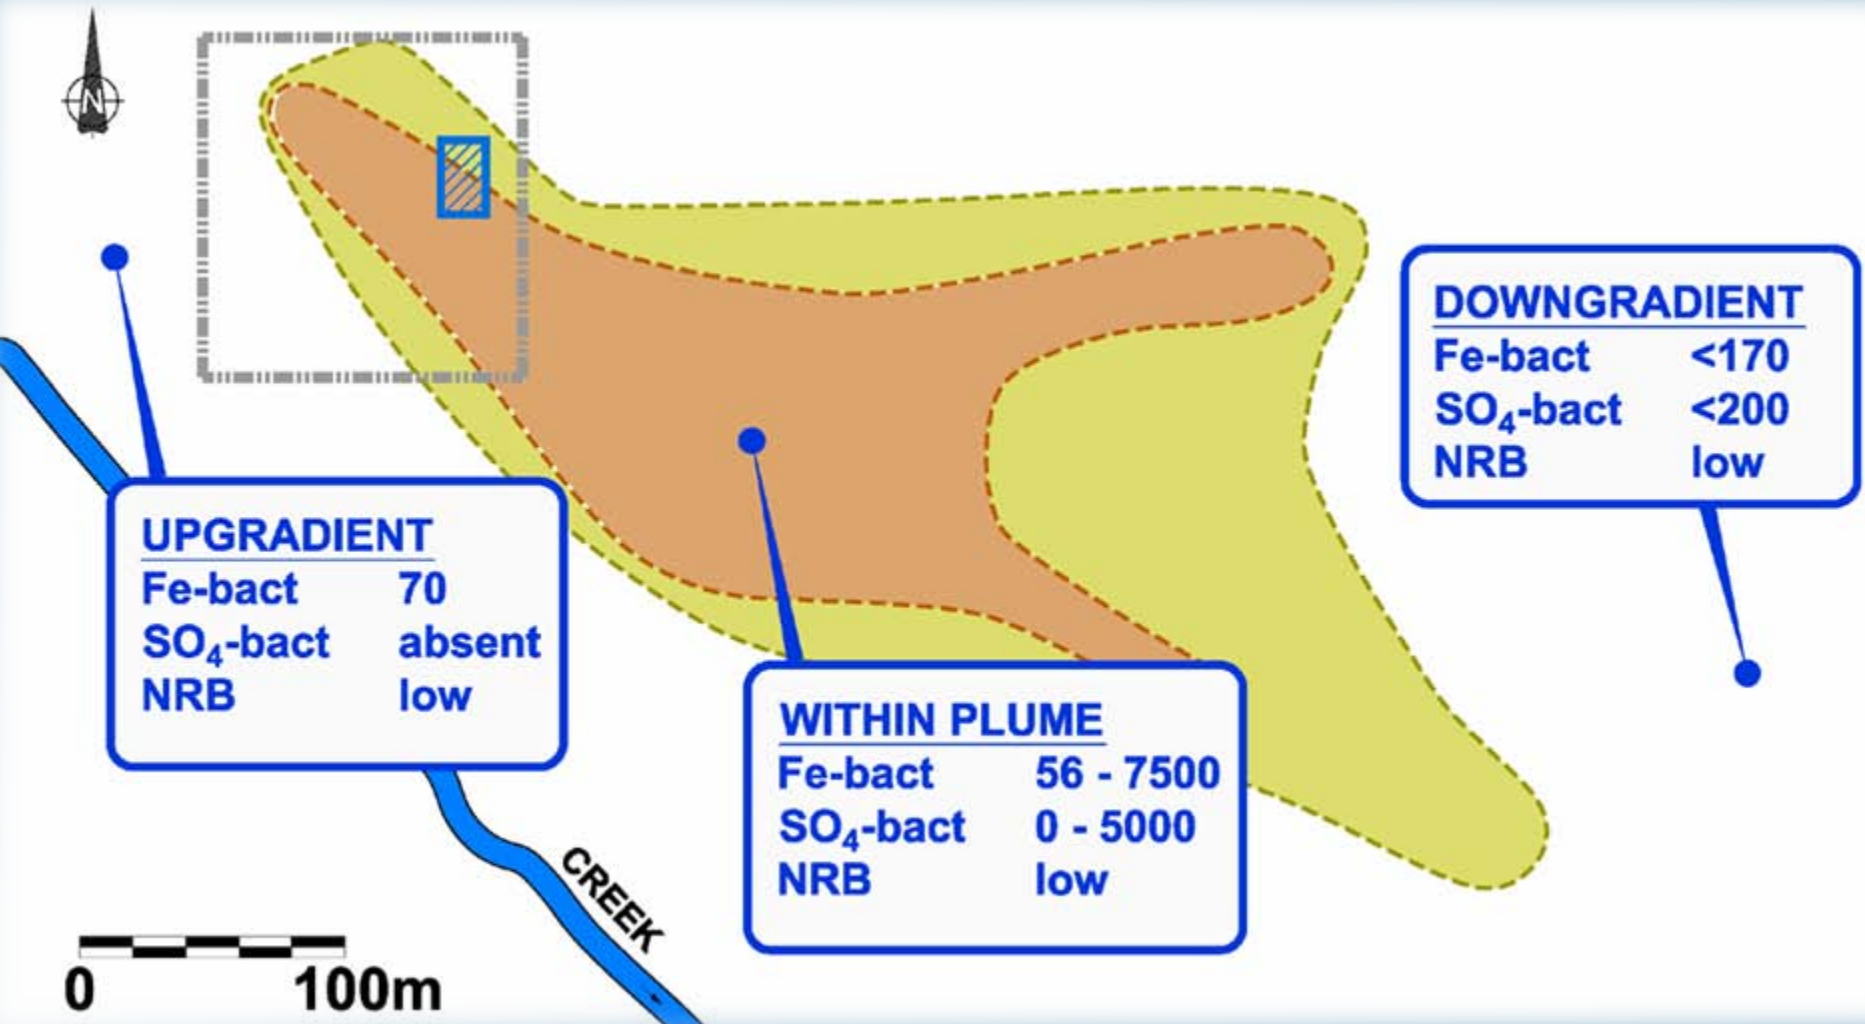 N
DOWNGRADIENT
Fe-bact <170
SO₄-bact <200
NRB low
UPGRADIENT
Fe-bact 70
SO₄-bact absent
NRB low
WITHIN PLUME
Fe-bact 56 - 7500
SO₄-bact 0 - 5000
NRB low
CREEK
0 100m